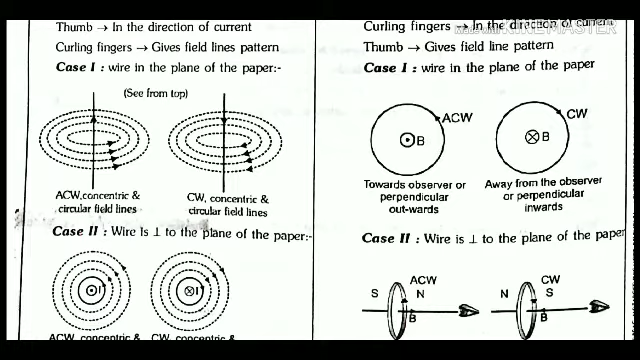 Thumb → In the direction of current
Curling fingers → Gives field lines pattern
Case I : wire in the plane of the paper:-
(See from top)
ACW, concentric &
circular field lines
CW, concentric &
circular field lines
Case II : Wire is ⊥ to the plane of the paper:-
I
I
ACW, concentric &
CW, concentric &
Curling fingers → In the direction of current
Thumb → Gives field line pattern
Case I : wire in the plane of the paper
ACW
B
CW
B
Towards observer or
perpendicular
out-wards
Away from the observer
or perpendicular
inwards
Case II : Wire is ⊥ to the plane of the paper
ACW
S N
B
CW
N S
B
KINEMASTER